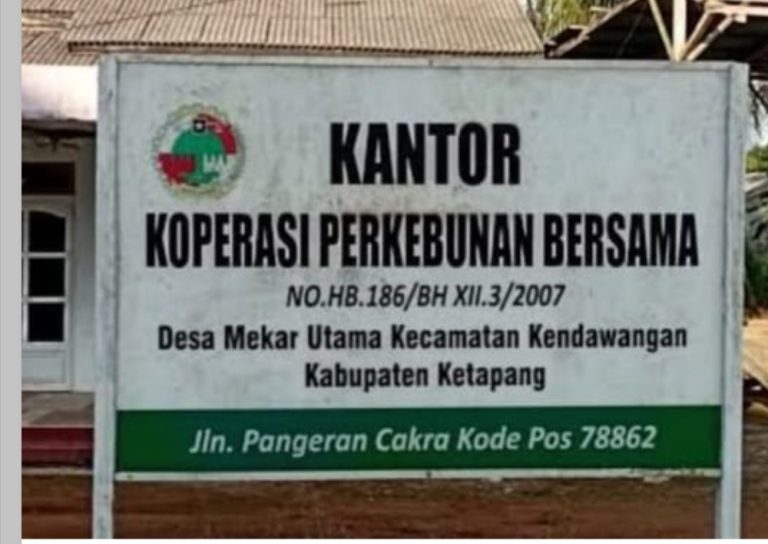 KANTOR
KOPERASI PERKEBUNAN BERSAMA
NO.HB.186/BH XII.3/2007
Desa Mekar Utama Kecamatan Kendawangan
Kabupaten Ketapang
Jln. Pangeran Cakra Kode Pos 78862